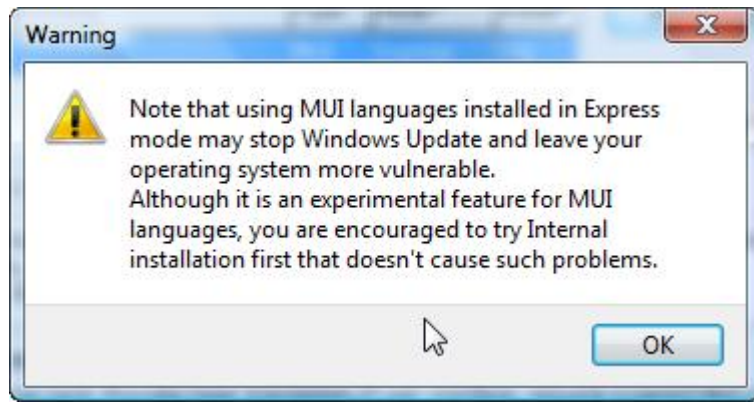 Warning
Note that using MUI languages installed in Express
mode may stop Windows Update and leave your
operating system more vulnerable.
Although it is an experimental feature for MUI
languages, you are encouraged to try Internal
installation first that doesn't cause such problems.
OK